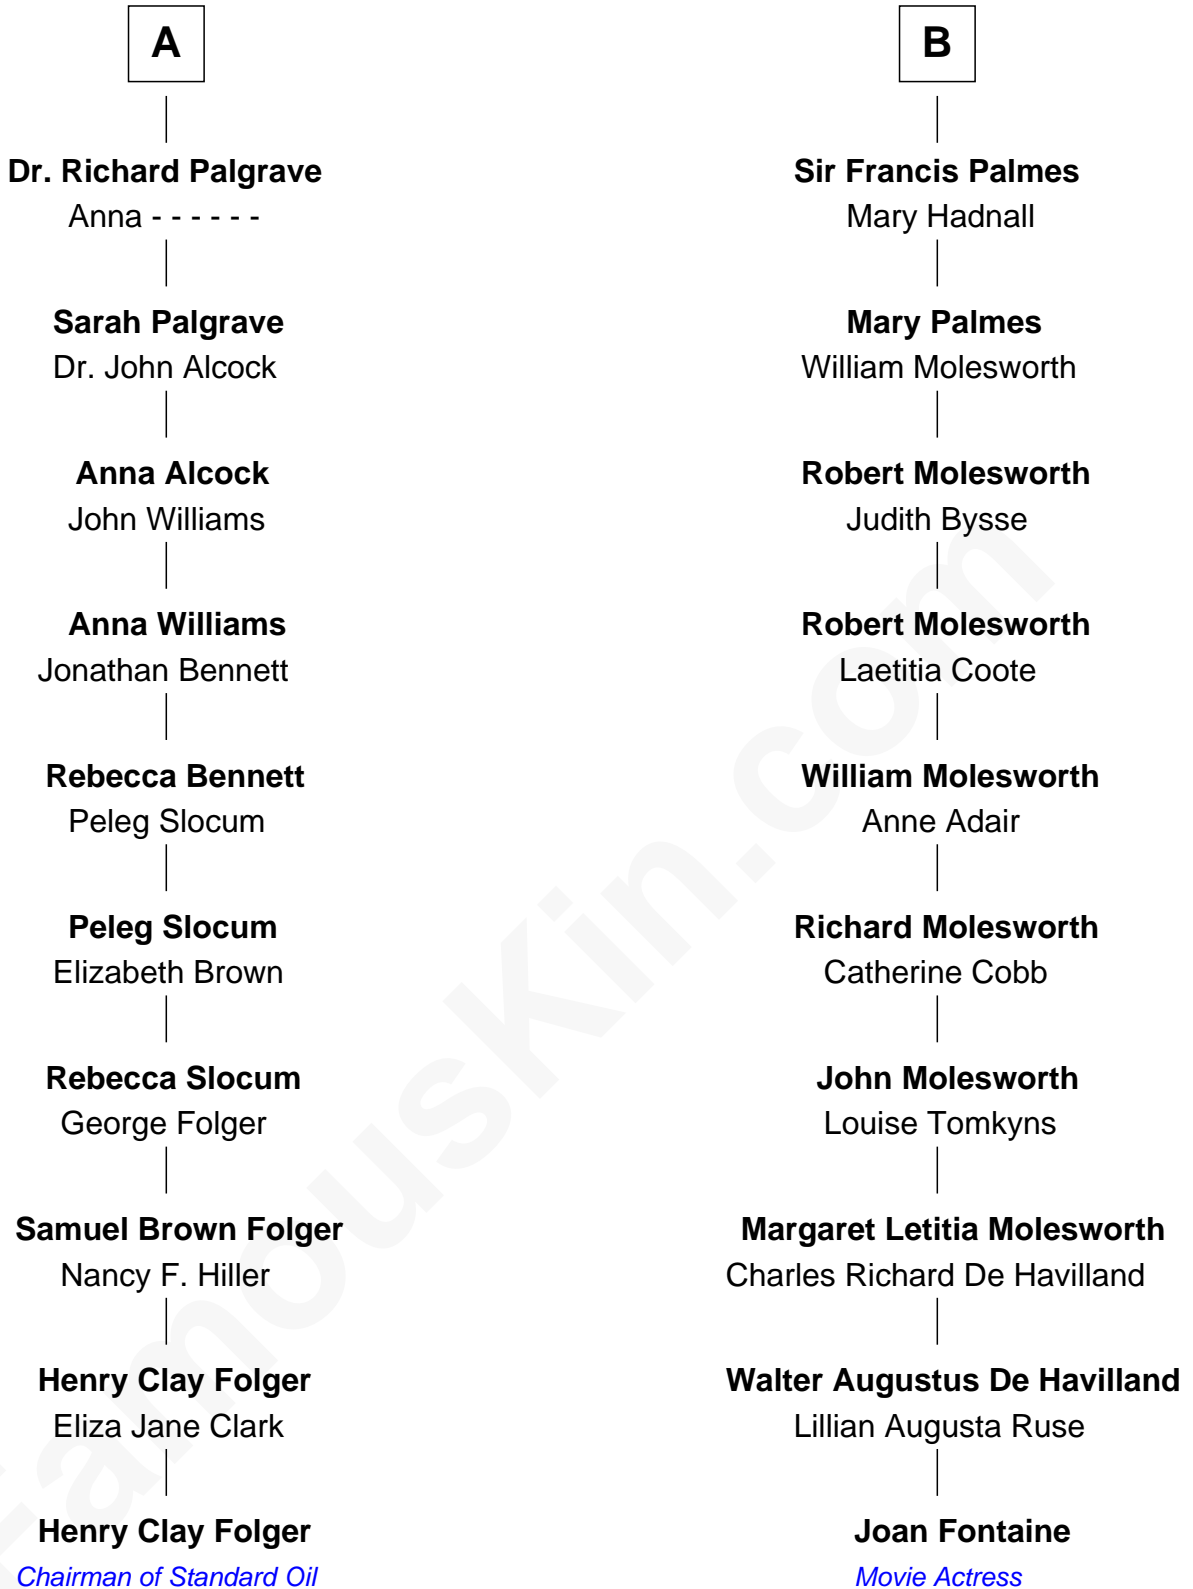 A
Dr. Richard Palgrave
Anna - - - - - -
Sarah Palgrave
Dr. John Alcock
Anna Alcock
John Williams
Anna Williams
Jonathan Bennett
Rebecca Bennett
Peleg Slocum
Peleg Slocum
Elizabeth Brown
Rebecca Slocum
George Folger
Samuel Brown Folger
Nancy F. Hiller
Henry Clay Folger
Eliza Jane Clark
Henry Clay Folger
Chairman of Standard Oil
B
Sir Francis Palmes
Mary Hadnall
Mary Palmes
William Molesworth
Robert Molesworth
Judith Bysse
Robert Molesworth
Laetitia Coote
William Molesworth
Anne Adair
Richard Molesworth
Catherine Cobb
John Molesworth
Louise Tomkyns
Margaret Letitia Molesworth
Charles Richard De Havilland
Walter Augustus De Havilland
Lillian Augusta Ruse
Joan Fontaine
Movie Actress
FamousKin.com